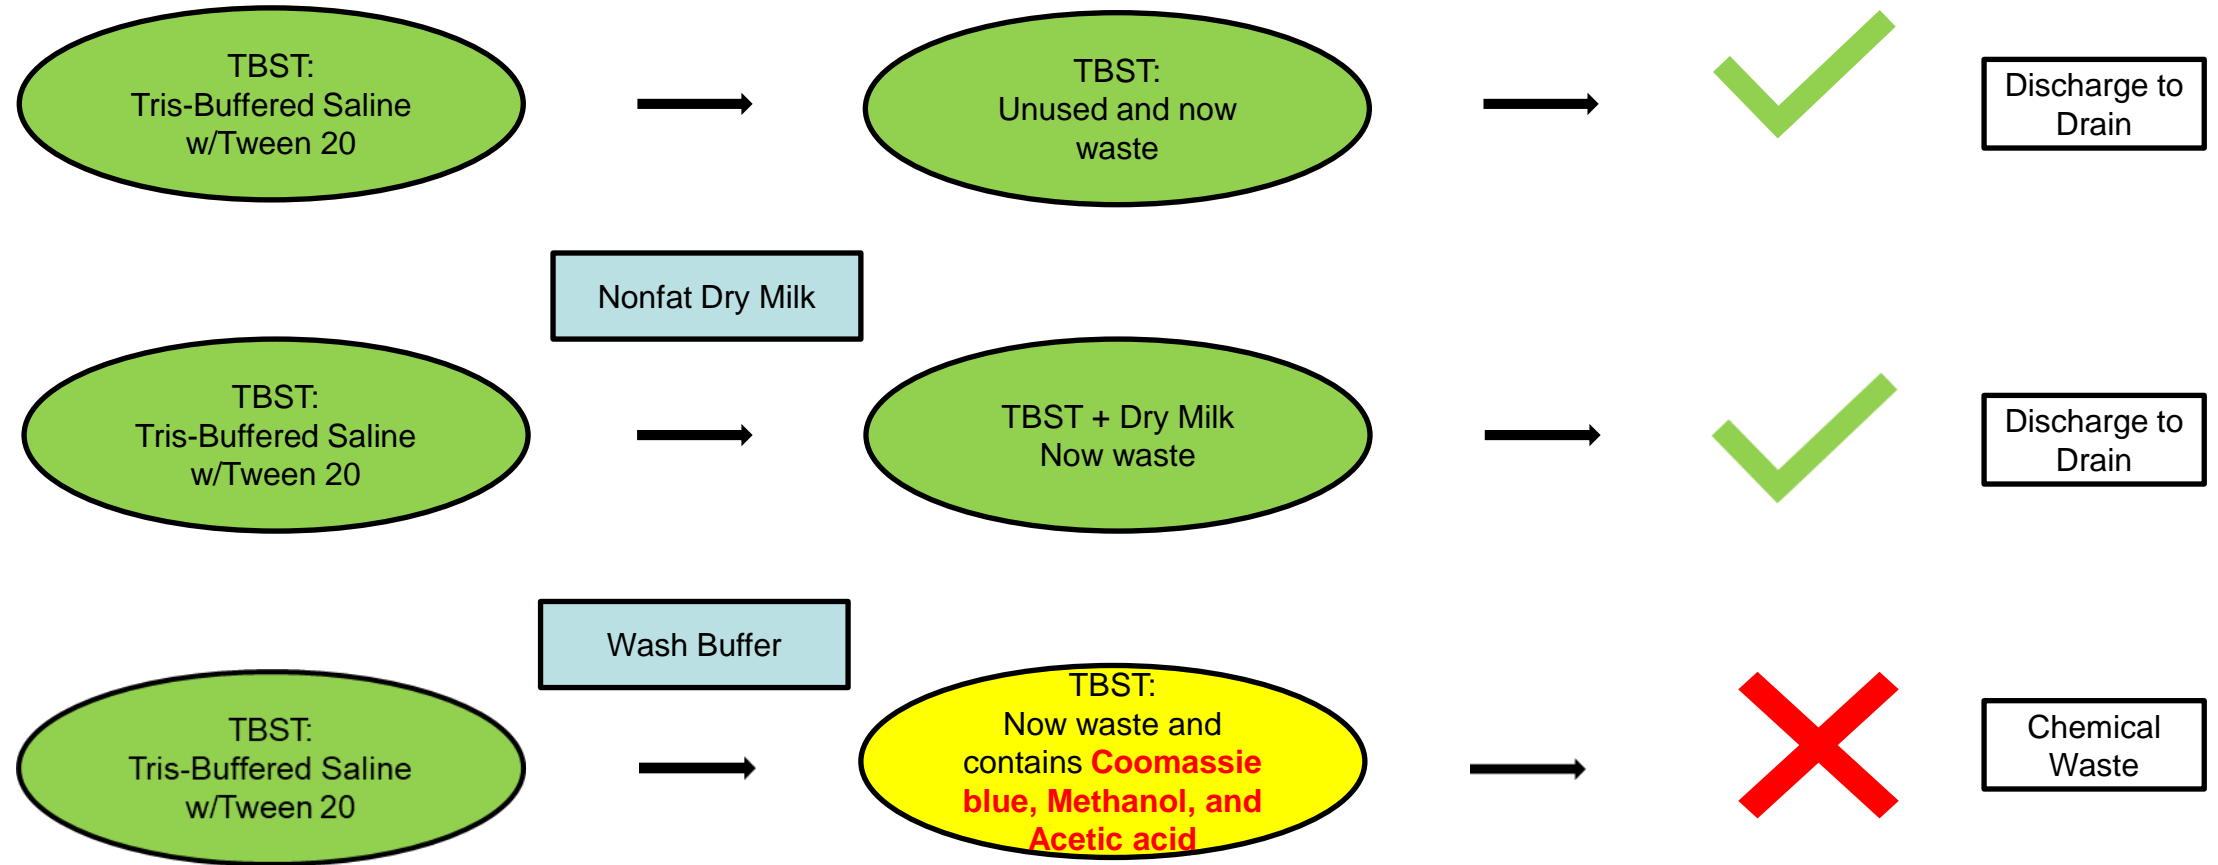 TBST:
Tris-Buffered Saline
w/Tween 20
TBST:
Unused and now
waste
Discharge to
Drain
Nonfat Dry Milk
TBST:
Tris-Buffered Saline
w/Tween 20
TBST + Dry Milk
Now waste
Discharge to
Drain
Wash Buffer
TBST:
Tris-Buffered Saline
w/Tween 20
TBST:
Now waste and
contains Coomassie
blue, Methanol, and
Acetic acid
Chemical
Waste